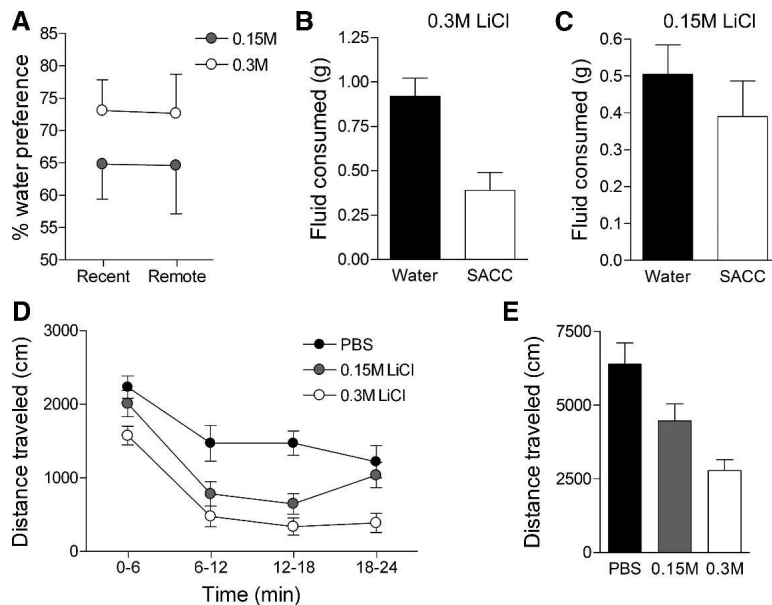 A
% water preference
85
80
75
70
65
60
55
50
Recent
Remote
0.15M
0.3M
B
0.3M LiCl
Fluid consumed (g)
1.25
1.00
0.75
0.50
0.25
0.00
Water
SACC
C
0.15M LiCl
Fluid consumed (g)
0.6
0.5
0.4
0.3
0.2
0.1
0.0
Water
SACC
D
Distance traveled (cm)
3000
2000
1000
0
0-6
6-12
12-18
18-24
Time (min)
PBS
0.15M LiCl
0.3M LiCl
E
Distance traveled (cm)
7500
5000
2500
0
PBS
0.15M
0.3M